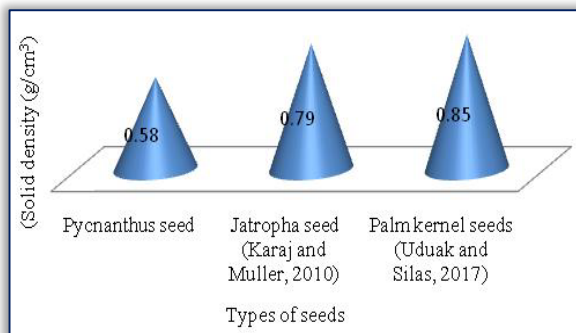 (Solid density (g/cm³)
0.58
0.79
0.85
Pycnanthus seed
Jatropha seed
(Karaj and
Muller, 2010)
Palm kernel seeds
(Uduak and
Silas, 2017)
Types of seeds